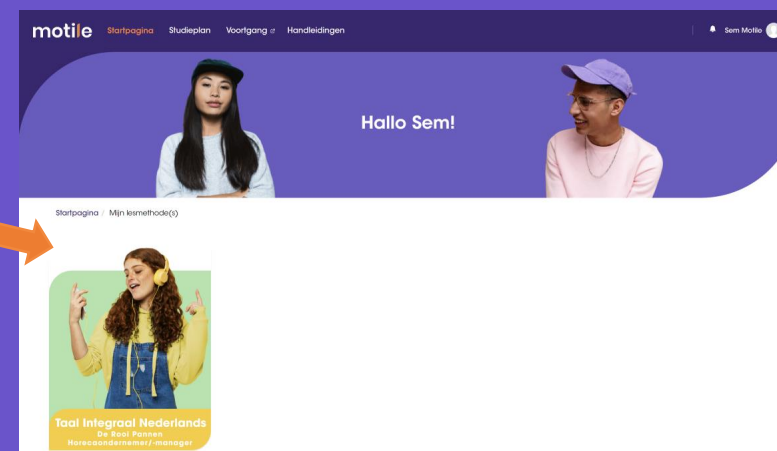 motile Startpagina Studieplan Voortgang Handleidingen Sem Motile
Hallo Sem!
Startpagina / Mijn lesmethode(s)
Taal Integraal Nederlands
De Rooi Pannen
Horecaondernemer/-manager